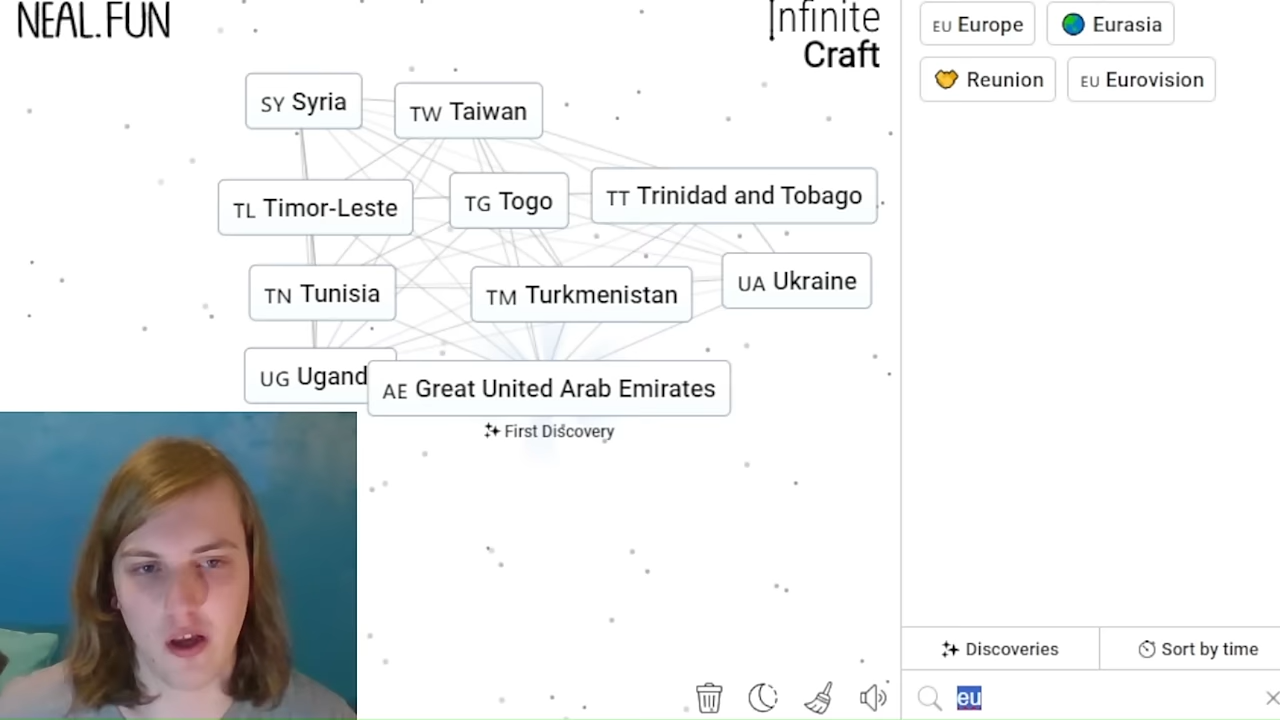 NEAL.FUN
Infinite
Craft
SY Syria
TW Taiwan
TL Timor-Leste
TG Togo
TT Trinidad and Tobago
TN Tunisia
TM Turkmenistan
UA Ukraine
UG Ugand
AE Great United Arab Emirates
First Discovery
EU Europe
Eurasia
Reunion
EU Eurovision
Discoveries
Sort by time
eu